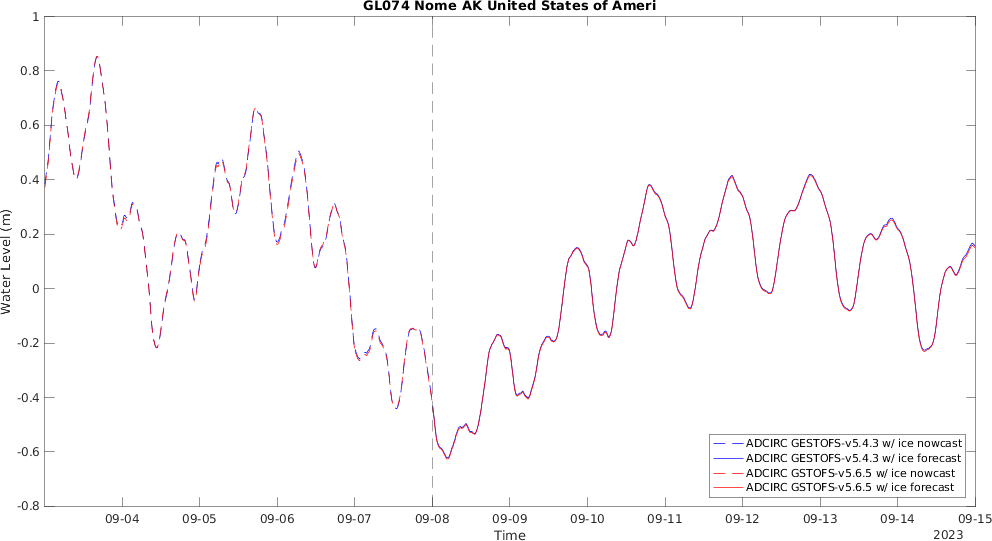 GL074 Nome AK United States of Ameri
1
0.8
0.6
0.4
0.2
0
-0.2
-0.4
-0.6
-0.8
Water Level (m)
ADCIRC GESTOFS-v5.4.3 w/ ice nowcast
ADCIRC GESTOFS-v5.4.3 w/ ice forecast
ADCIRC GSTOFS-v5.6.5 w/ ice nowcast
ADCIRC GSTOFS-v5.6.5 w/ ice forecast
09-04 09-05 09-06 09-07 09-08 09-09 09-10 09-11 09-12 09-13 09-14 09-15
Time
2023